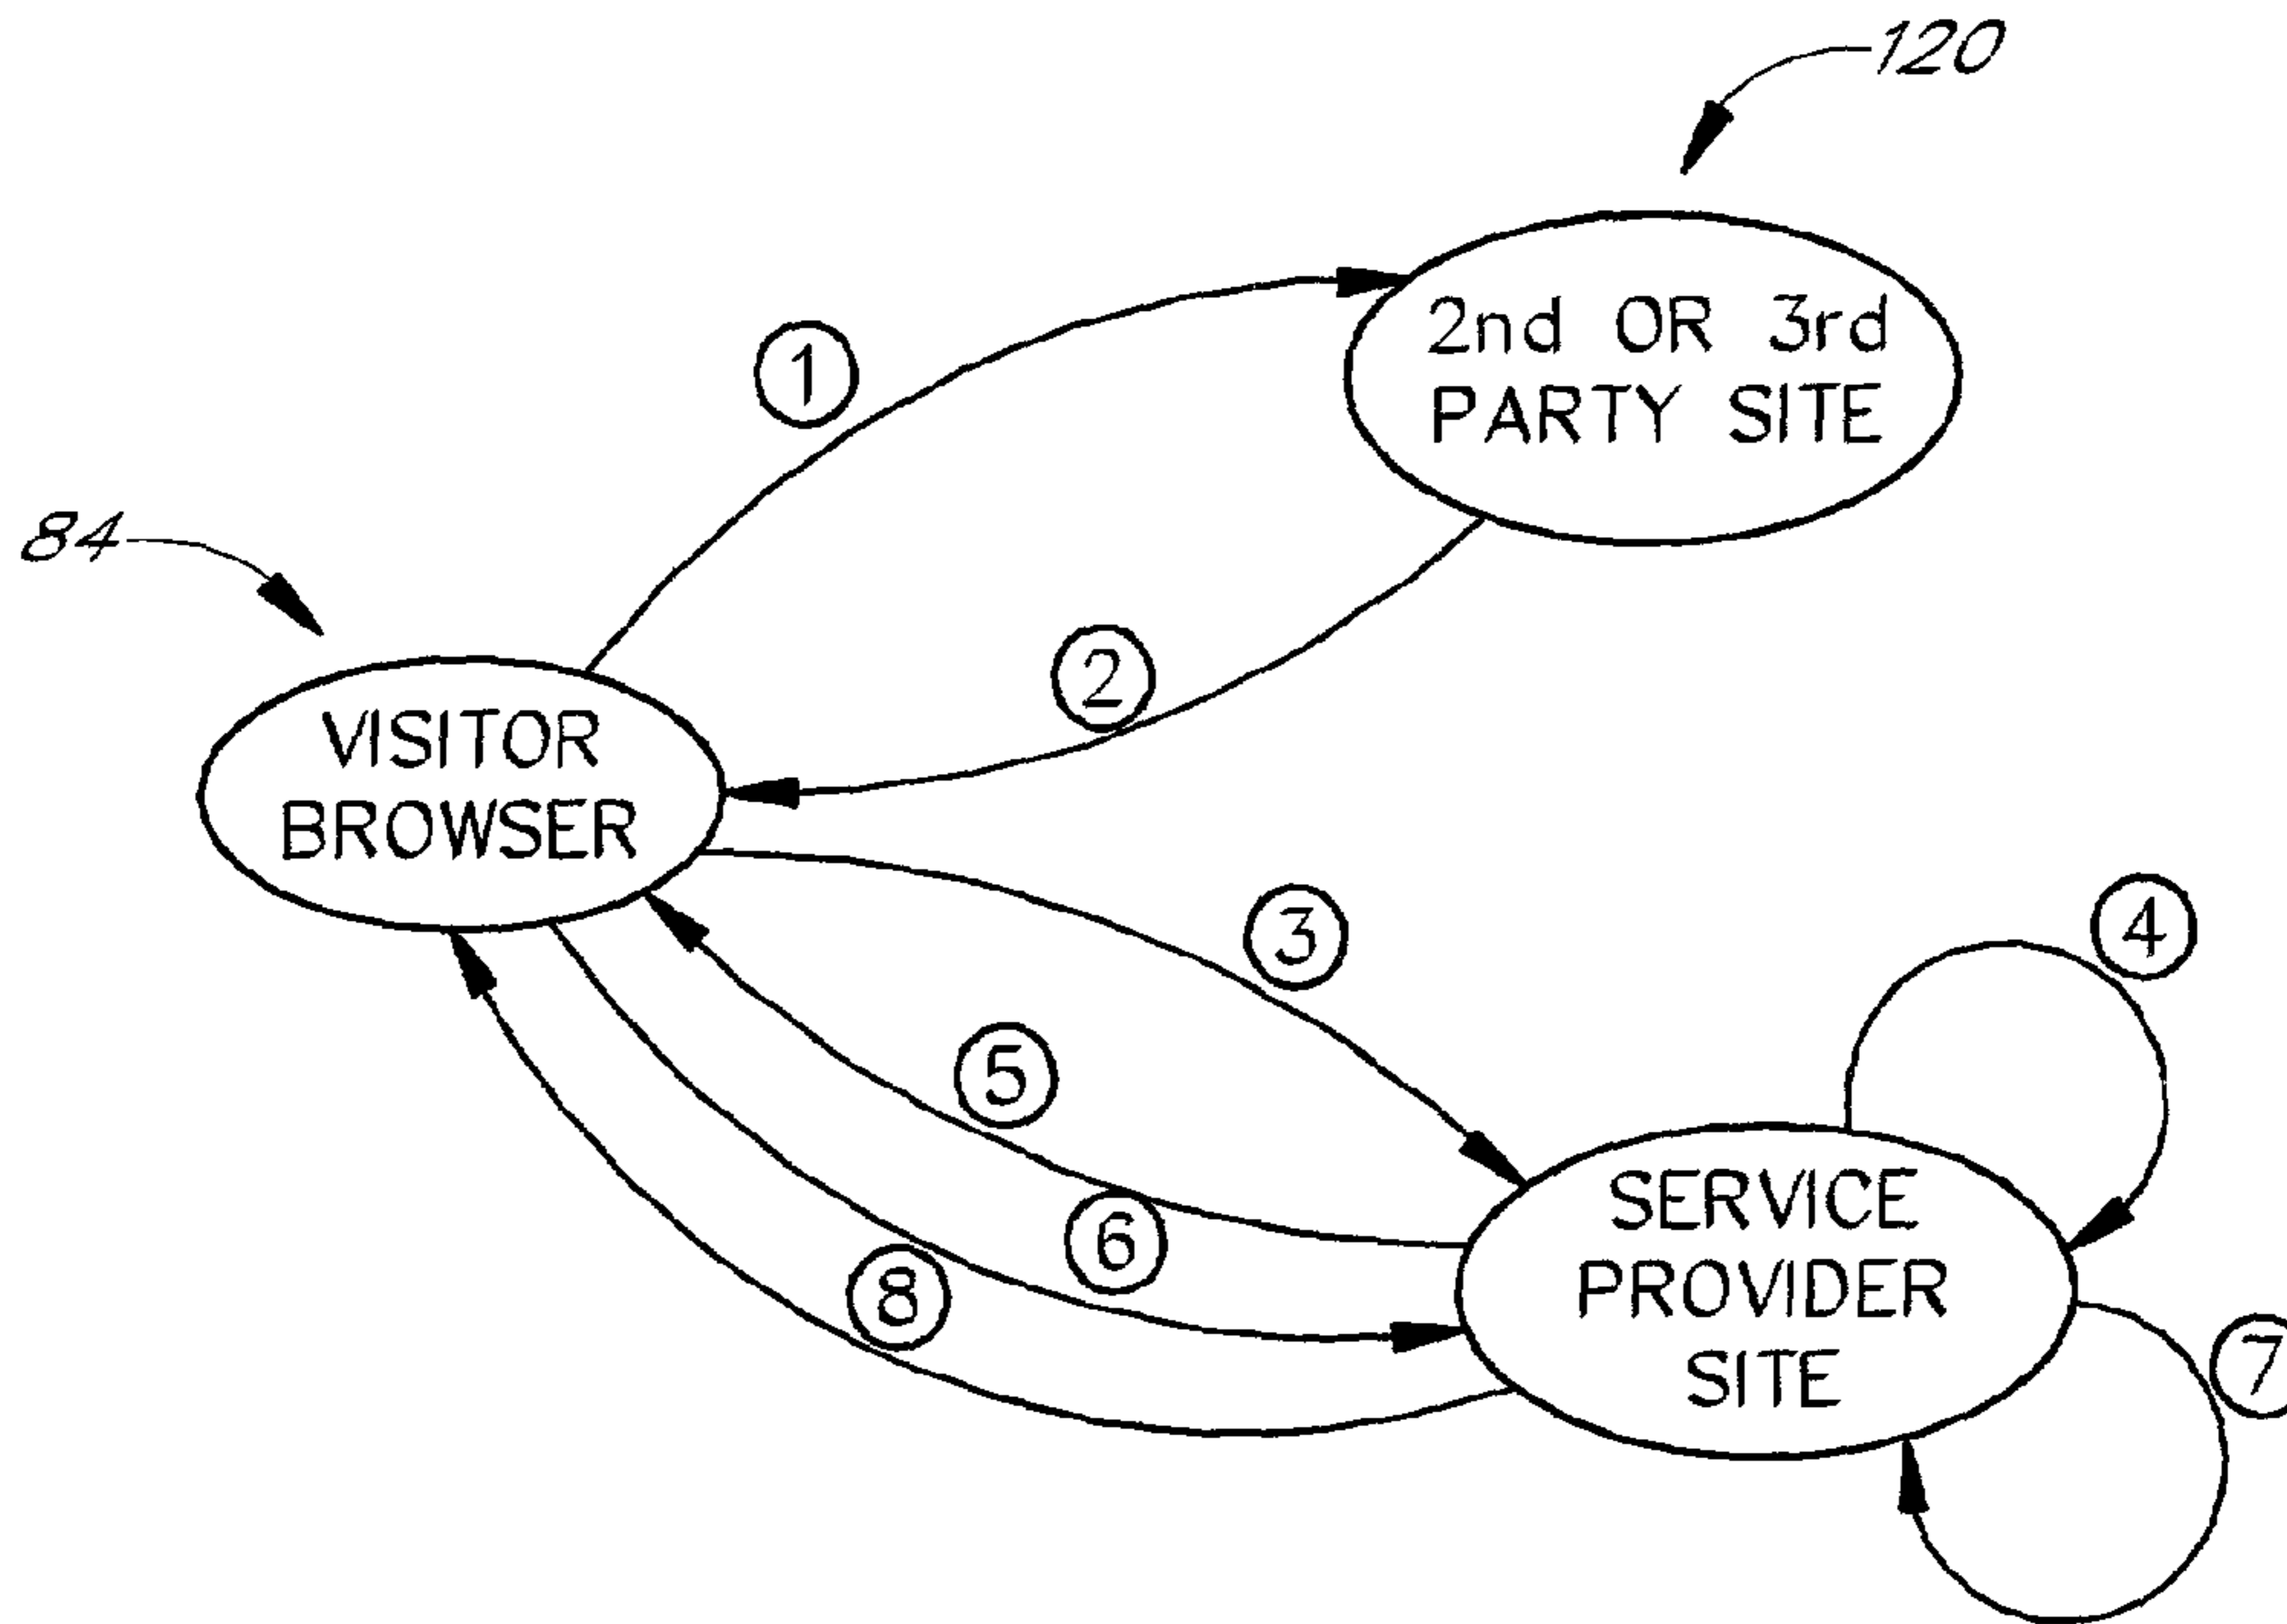 120
2nd OR 3rd
PARTY SITE
1
84
2
VISITOR
BROWSER
3
4
5
6
8
SERVICE
PROVIDER
SITE
7